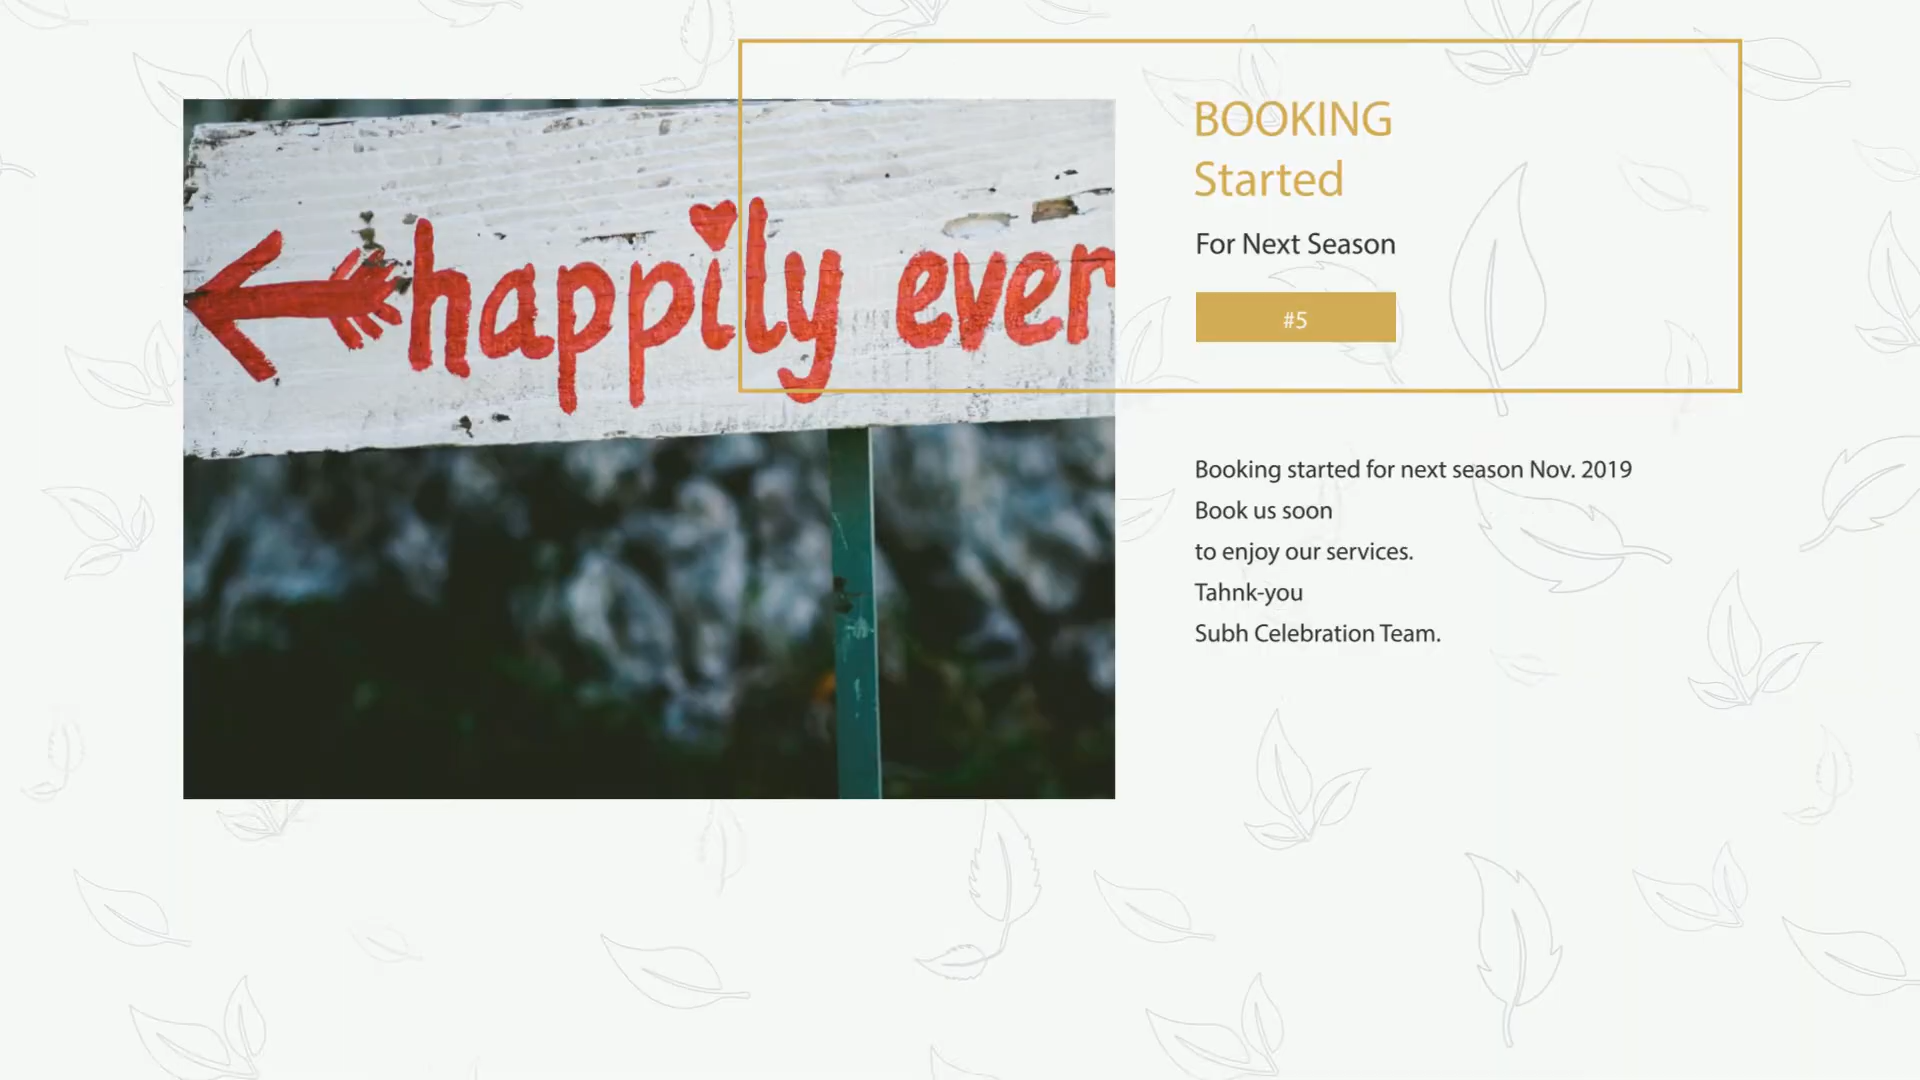 happily ever
BOOKING
Started
For Next Season
#5
Booking started for next season Nov. 2019
Book us soon
to enjoy our services.
Tahnk-you
Subh Celebration Team.